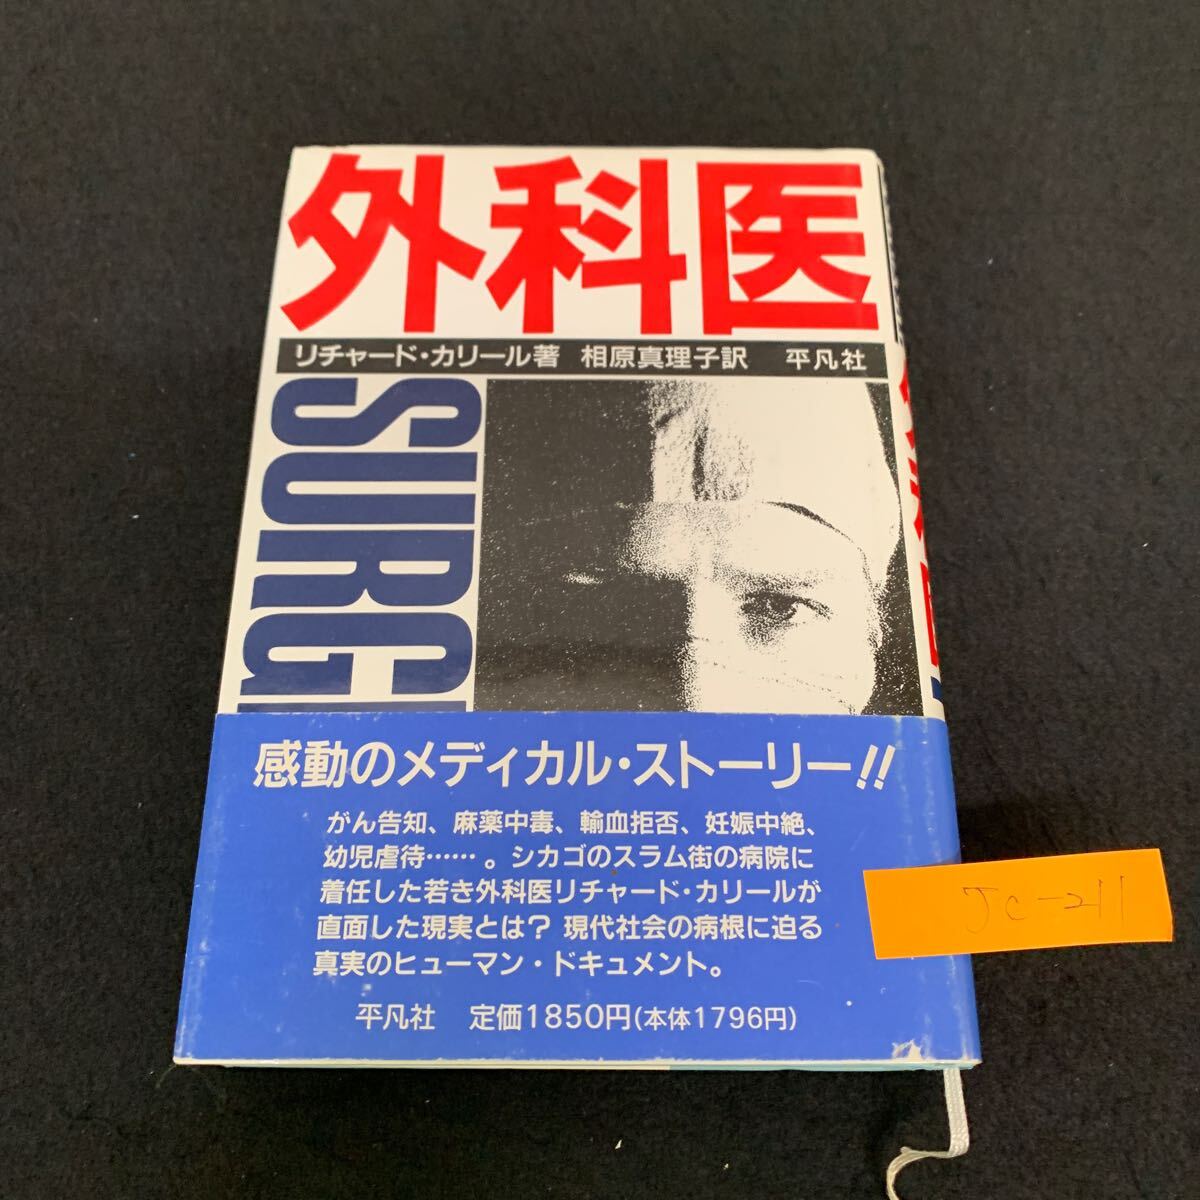 外科医
リチャード・カリール著 相原真理子訳 平凡社
SURG
感動のメディカル・ストーリー!!
がん告知、麻薬中毒、輸血拒否、妊娠中絶、
幼児虐待……。シカゴのスラム街の病院に
着任した若き外科医リチャード・カリールが
直面した現実とは? 現代社会の病根に迫る
真実のヒューマン・ドキュメント。
平凡社 定価1850円(本体1796円)
Jc-211
外科医